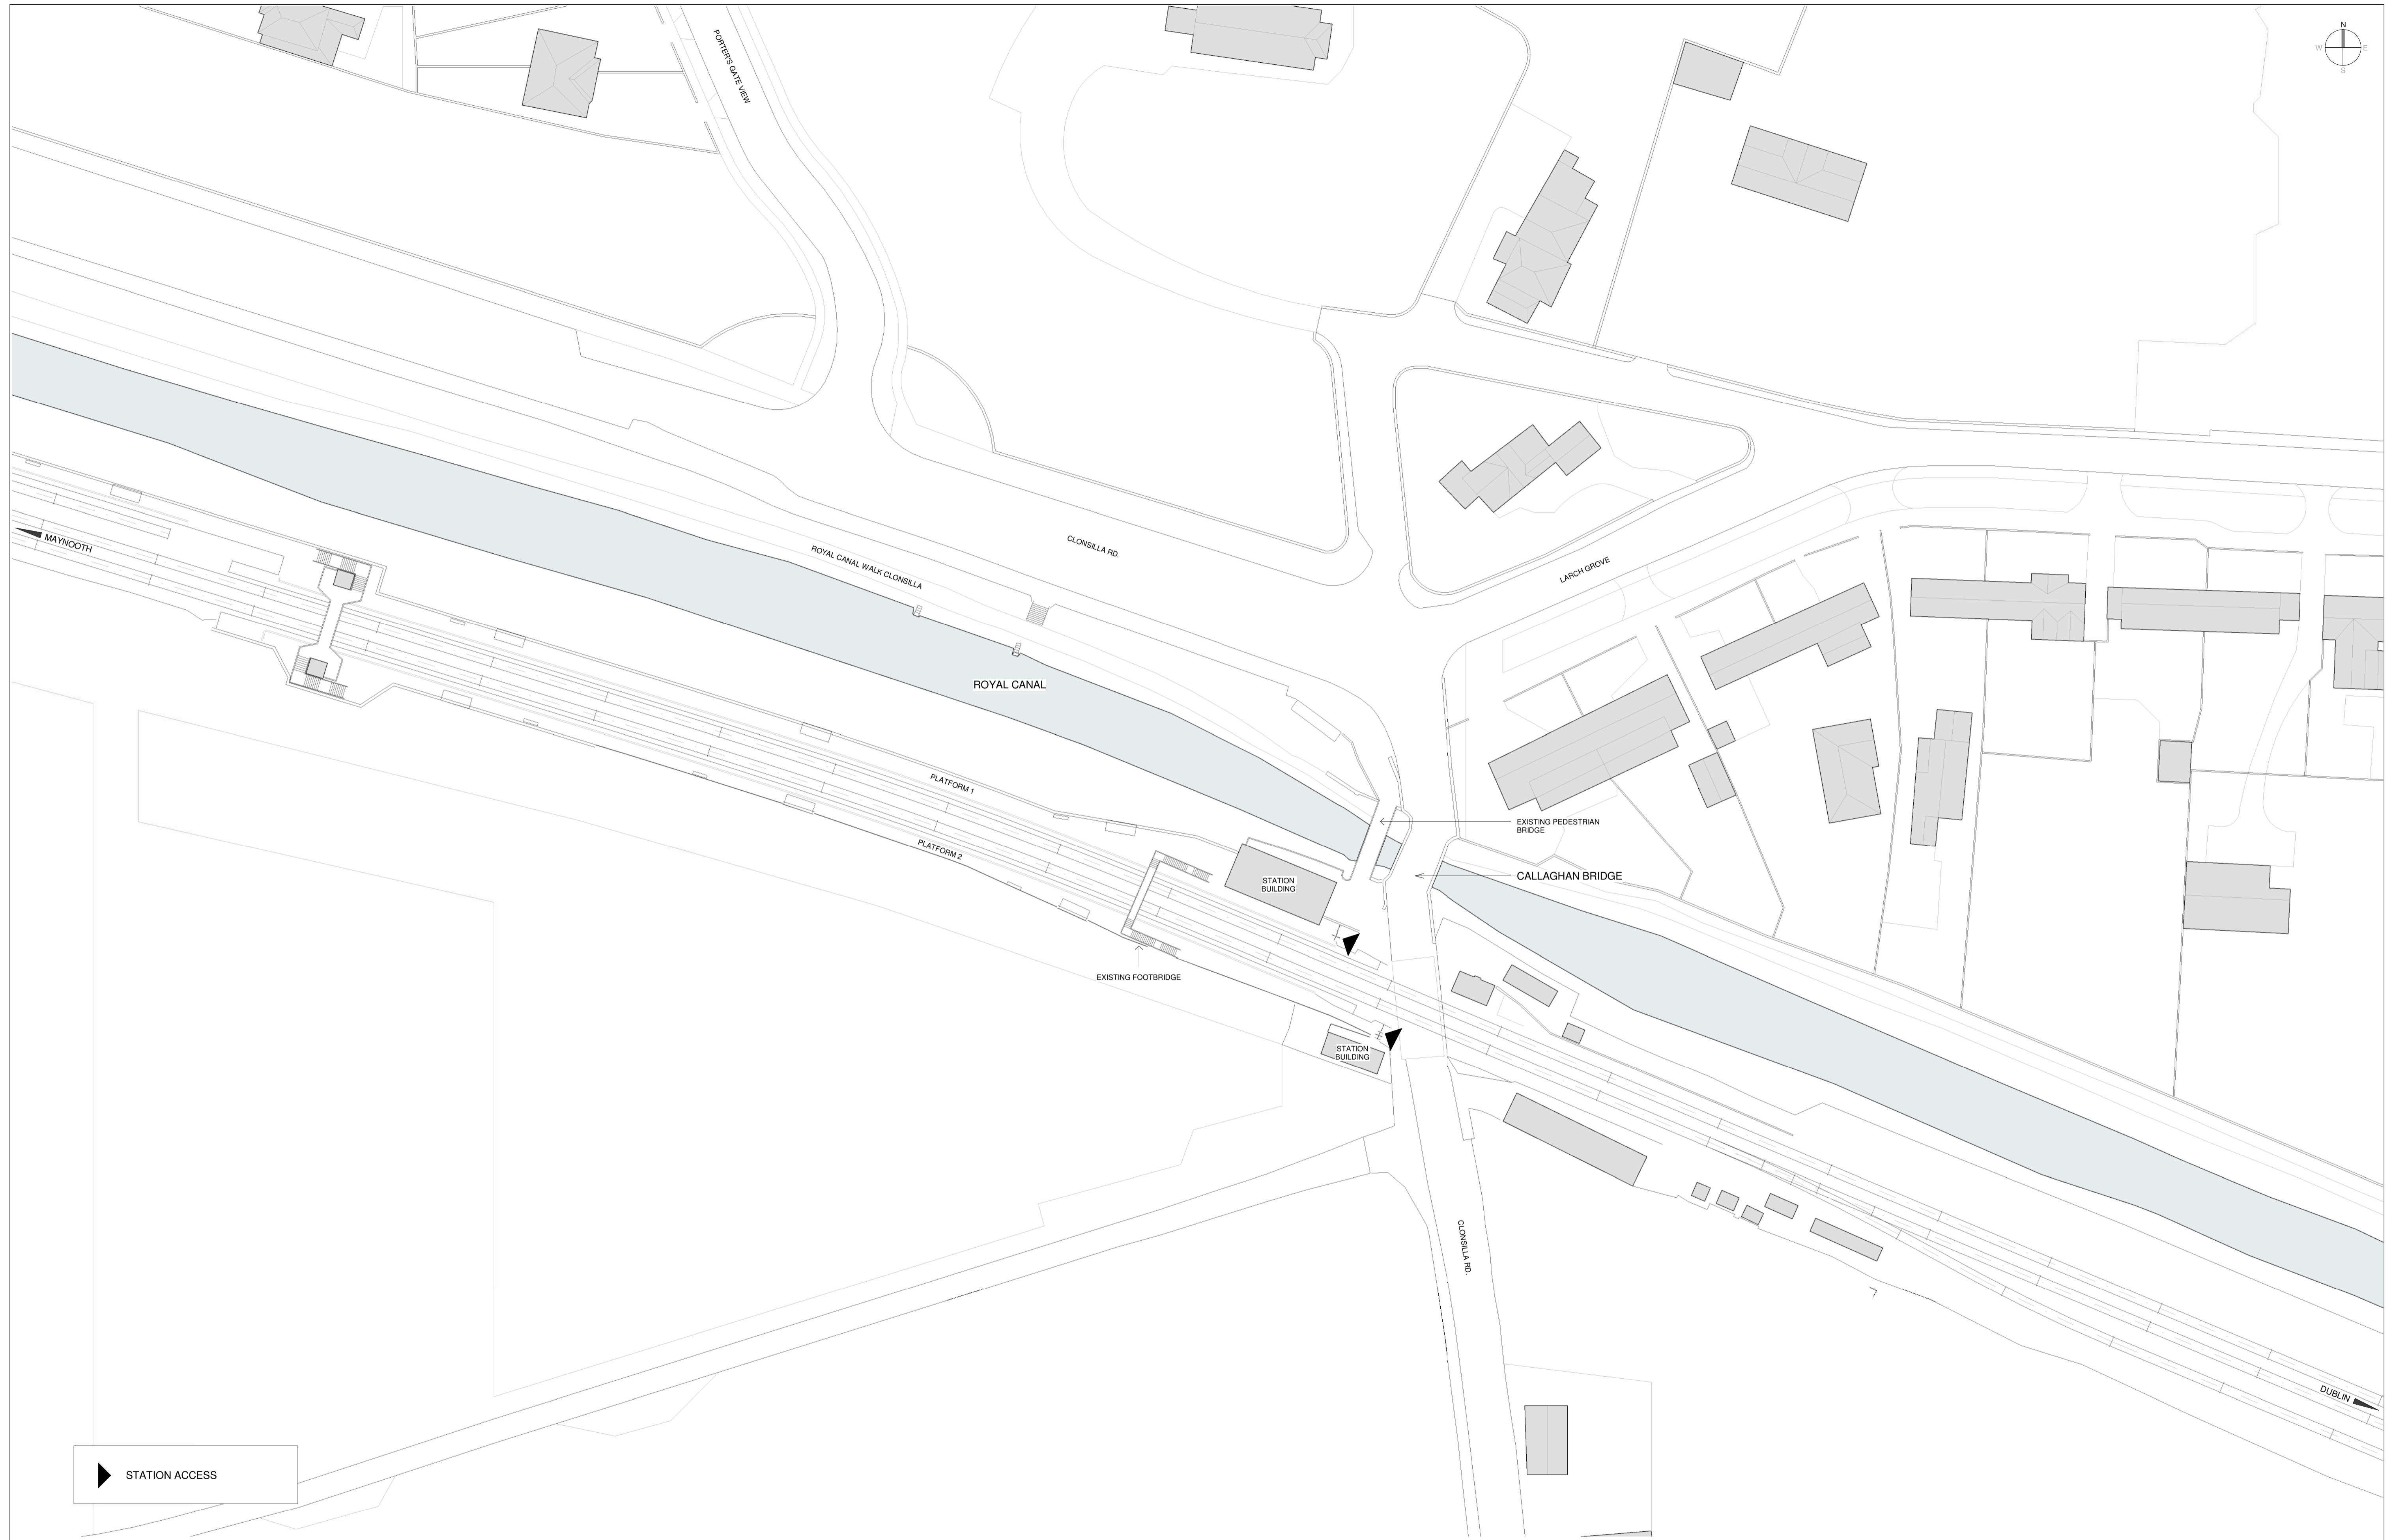 N
W
E
S
PORTER'S GATE VIEW
CLONSILLA RD.
MAYNOOTH
ROYAL CANAL WALK CLONSILLA
LARCH GROVE
ROYAL CANAL
PLATFORM 1
EXISTING PEDESTRIAN
BRIDGE
PLATFORM 2
CALLAGHAN BRIDGE
STATION
BUILDING
EXISTING FOOTBRIDGE
STATION
BUILDING
CLONSILLA RD.
DUBLIN
STATION ACCESS